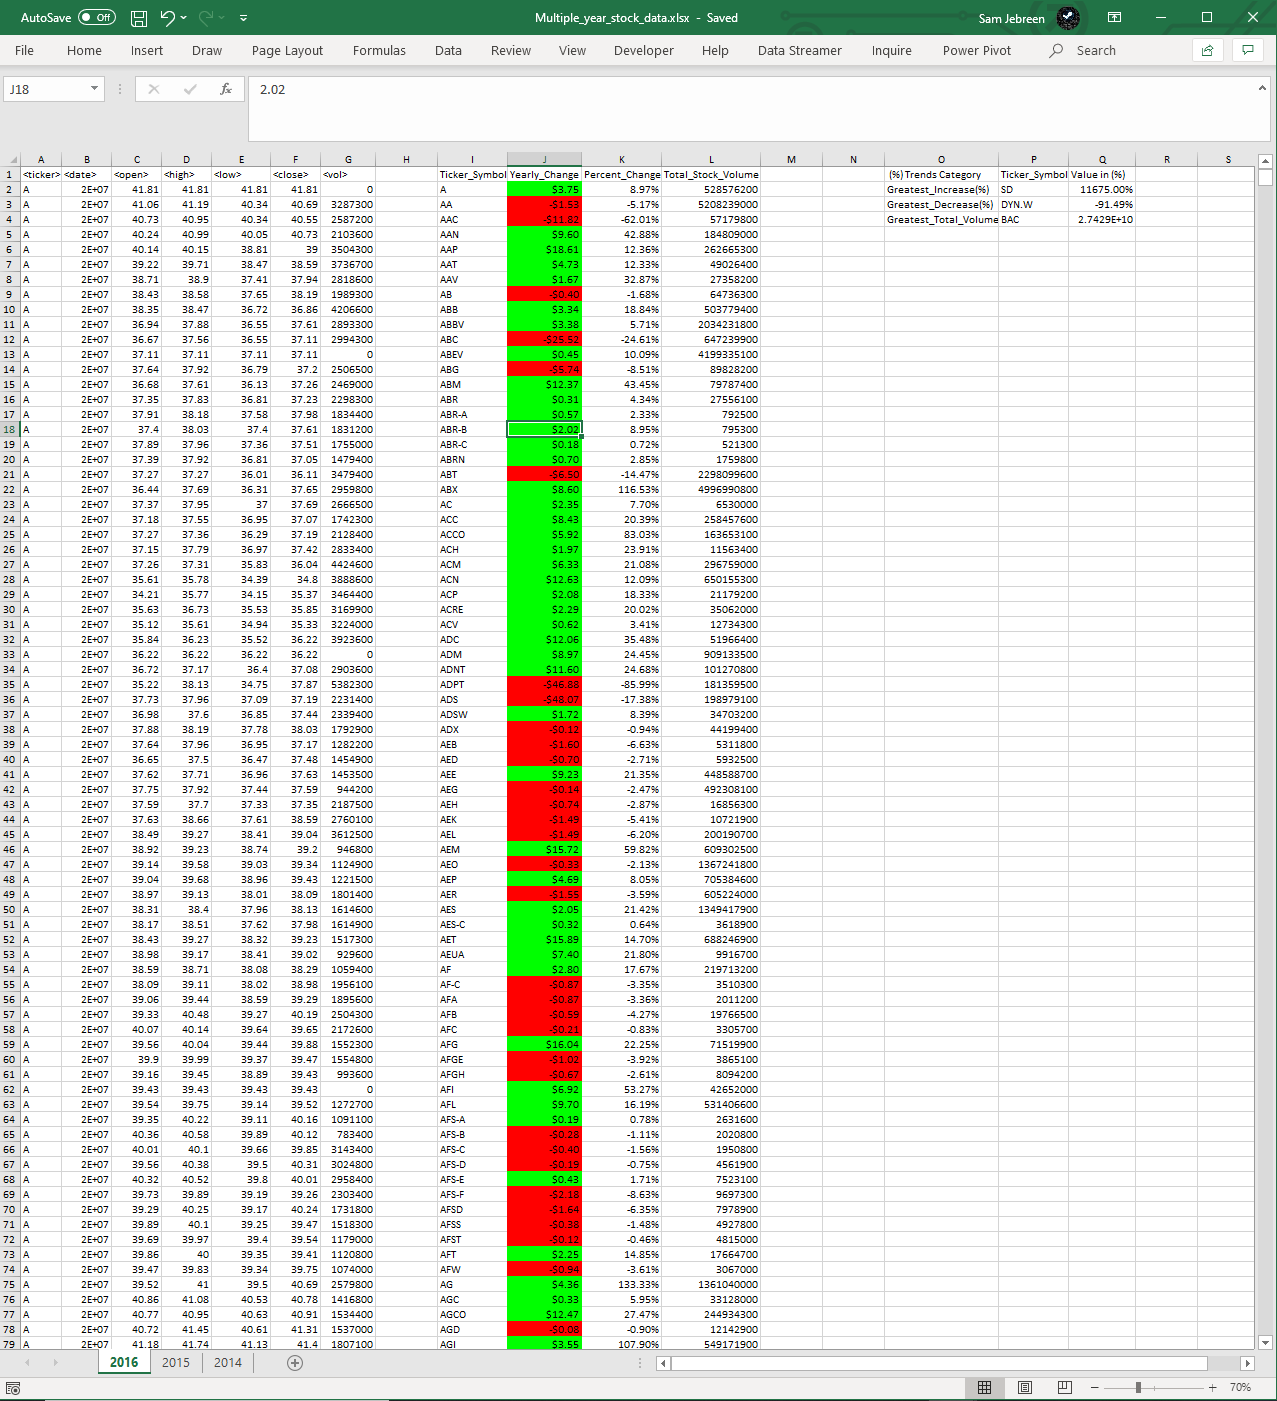 AutoSave Off Multiple_year_stock_data.xlsx - Saved Sam Jebreen
File Home Insert Draw Page Layout Formulas Data Review View Developer Help Data Streamer Inquire Power Pivot Search
J18 fx 2.02
A B C D E F G H I J K L M N O P Q R S
1 <ticker> <date> <open> <high> <low> <close> <vol> Ticker_Symbol Yearly_Change Percent_Change Total_Stock_Volume (%)Trends Category Ticker_Symbol Value in (%)
2 A 2E+07 41.81 41.81 41.81 41.81 0 A $3.75 8.97% 528576200 Greatest_Increase(%) SD 11675.00%
3 A 2E+07 41.06 41.19 40.34 40.69 3287300 AA -$1.53 -5.17% 5208239000 Greatest_Decrease(%) DYN.W -91.49%
4 A 2E+07 40.73 40.95 40.34 40.55 2587200 AAC -$11.82 -62.01% 57179800 Greatest_Total_Volume BAC 2.7429E+10
5 A 2E+07 40.24 40.99 40.05 40.73 2103600 AAN $9.60 42.88% 184809000
6 A 2E+07 40.14 40.15 38.81 39 3504300 AAP $18.61 12.36% 262665300
7 A 2E+07 39.22 39.71 38.47 38.59 3736700 AAT $4.73 12.33% 49026400
8 A 2E+07 38.71 38.9 37.41 37.94 2818600 AAV $1.67 32.87% 27358200
9 A 2E+07 38.43 38.58 37.65 38.19 1989300 AB -$0.40 -1.68% 64736300
10 A 2E+07 38.35 38.47 36.72 36.86 4206600 ABB $3.34 18.84% 503779400
11 A 2E+07 36.94 37.88 36.55 37.61 2893300 ABBV $3.38 5.71% 2034231800
12 A 2E+07 36.67 37.56 36.55 37.11 2994300 ABC -$25.52 -24.61% 647239900
13 A 2E+07 37.11 37.11 37.11 37.11 0 ABEV $0.45 10.09% 4199335100
14 A 2E+07 37.64 37.92 36.79 37.2 2506500 ABG -$5.74 -8.51% 89828200
15 A 2E+07 36.68 37.61 36.13 37.26 2469000 ABM $12.37 43.45% 79787400
16 A 2E+07 37.35 37.83 36.81 37.23 2298300 ABR $0.31 4.34% 27556100
17 A 2E+07 37.91 38.18 37.58 37.98 1834400 ABR-A $0.57 2.33% 792500
18 A 2E+07 37.4 38.03 37.4 37.61 1831200 ABR-B $2.02 8.95% 795300
19 A 2E+07 37.89 37.96 37.36 37.51 1755000 ABR-C $0.18 0.72% 521300
20 A 2E+07 37.39 37.92 36.81 37.05 1479400 ABRN $0.70 2.85% 1759800
21 A 2E+07 37.27 37.27 36.01 36.11 3479400 ABT -$6.50 -14.47% 2298099600
22 A 2E+07 36.44 37.69 36.31 37.65 2959800 ABX $8.60 116.53% 4996990800
23 A 2E+07 37.37 37.95 37 37.69 2666500 AC $2.35 7.70% 6530000
24 A 2E+07 37.18 37.55 36.95 37.07 1742300 ACC $8.43 20.39% 258457600
25 A 2E+07 37.27 37.36 36.29 37.19 2128400 ACCO $5.92 83.03% 163653100
26 A 2E+07 37.15 37.79 36.97 37.42 2833400 ACH $1.97 23.91% 11563400
27 A 2E+07 37.26 37.31 35.83 36.04 4424600 ACM $6.33 21.08% 296759000
28 A 2E+07 35.61 35.78 34.39 34.8 3888600 ACN $12.63 12.09% 650155300
29 A 2E+07 34.21 35.77 34.15 35.37 3464400 ACP $2.08 18.33% 21179200
30 A 2E+07 35.63 36.73 35.53 35.85 3169900 ACRE $2.29 20.02% 35062000
31 A 2E+07 35.12 35.61 34.94 35.33 3224000 ACV $0.62 3.41% 12734300
32 A 2E+07 35.84 36.23 35.52 36.22 3923600 ADC $12.06 35.48% 51966400
33 A 2E+07 36.22 36.22 36.22 36.22 0 ADM $8.97 24.45% 909133500
34 A 2E+07 36.72 37.17 36.4 37.08 2903600 ADNT $11.60 24.68% 101270800
35 A 2E+07 35.22 38.13 34.75 37.87 5382300 ADPT -$46.88 -85.99% 181359500
36 A 2E+07 37.73 37.96 37.09 37.19 2231400 ADS -$48.07 -17.38% 198979100
37 A 2E+07 36.98 37.6 36.85 37.44 2339400 ADSW $1.72 8.39% 34703200
38 A 2E+07 37.88 38.19 37.78 38.03 1792900 ADX -$0.12 -0.94% 44199400
39 A 2E+07 37.64 37.96 36.95 37.17 1282200 AEB -$1.60 -6.63% 5311800
40 A 2E+07 36.65 37.5 36.47 37.48 1454900 AED -$0.70 -2.71% 5932500
41 A 2E+07 37.62 37.71 36.96 37.63 1453500 AEE $9.23 21.35% 448588700
42 A 2E+07 37.75 37.92 37.44 37.59 944200 AEG -$0.14 -2.47% 492308100
43 A 2E+07 37.59 37.7 37.33 37.35 2187500 AEH -$0.74 -2.87% 16856300
44 A 2E+07 37.63 38.66 37.61 38.59 2760100 AEK -$1.49 -5.41% 10721900
45 A 2E+07 38.49 39.27 38.41 39.04 3612500 AEL -$1.49 -6.20% 200190700
46 A 2E+07 38.92 39.23 38.74 39.2 946800 AEM $15.72 59.82% 609302500
47 A 2E+07 39.14 39.58 39.03 39.34 1124900 AEO -$0.33 -2.13% 1367241800
48 A 2E+07 39.04 39.68 38.96 39.43 1221500 AEP $4.69 8.05% 705384600
49 A 2E+07 38.97 39.13 38.01 38.09 1801400 AER -$1.55 -3.59% 605224000
50 A 2E+07 38.31 38.4 37.96 38.13 1614600 AES $2.05 21.42% 1349417900
51 A 2E+07 38.17 38.51 37.62 37.98 1614900 AES-C $0.32 0.64% 3618900
52 A 2E+07 38.43 39.27 38.32 39.23 1517300 AET $15.89 14.70% 688246900
53 A 2E+07 38.98 39.17 38.41 39.02 929600 AEUA $7.40 21.80% 9916700
54 A 2E+07 38.59 38.71 38.08 38.29 1059400 AF $2.80 17.67% 219713200
55 A 2E+07 38.09 39.11 38.02 38.98 1956100 AF-C -$0.87 -3.35% 3510300
56 A 2E+07 39.06 39.44 38.59 39.29 1895600 AFA -$0.87 -3.36% 2011200
57 A 2E+07 39.33 40.48 39.27 40.19 2504300 AFB -$0.59 -4.27% 19766500
58 A 2E+07 40.07 40.14 39.64 39.65 2172600 AFC -$0.21 -0.83% 3305700
59 A 2E+07 39.56 40.04 39.44 39.88 1552300 AFG $16.04 22.25% 71519900
60 A 2E+07 39.9 39.99 39.37 39.47 1554800 AFGE -$1.02 -3.92% 3865100
61 A 2E+07 39.16 39.45 38.89 39.43 993600 AFGH -$0.67 -2.61% 8094200
62 A 2E+07 39.43 39.43 39.43 39.43 0 AFI $6.92 53.27% 42652000
63 A 2E+07 39.54 39.75 39.14 39.52 1272700 AFL $9.70 16.19% 531406600
64 A 2E+07 39.35 40.22 39.11 40.16 1091100 AFS-A $0.19 0.78% 2631600
65 A 2E+07 40.36 40.58 39.89 40.12 783400 AFS-B -$0.28 -1.11% 2020800
66 A 2E+07 40.01 40.1 39.66 39.85 3143400 AFS-C -$0.40 -1.56% 1950800
67 A 2E+07 39.56 40.38 39.5 40.31 3024800 AFS-D -$0.19 -0.75% 4561900
68 A 2E+07 40.32 40.52 39.8 40.01 2958400 AFS-E $0.43 1.71% 7523100
69 A 2E+07 39.73 39.89 39.19 39.26 2303400 AFS-F -$2.18 -8.63% 9697300
70 A 2E+07 39.29 40.25 39.17 40.24 1731800 AFSD -$1.64 -6.35% 7978900
71 A 2E+07 39.89 40.1 39.25 39.47 1518300 AFSS -$0.38 -1.48% 4927800
72 A 2E+07 39.69 39.97 39.4 39.54 1179000 AFST -$0.12 -0.46% 4815000
73 A 2E+07 39.86 40 39.35 39.41 1120800 AFT $2.25 14.85% 17664700
74 A 2E+07 39.47 39.83 39.34 39.75 1074000 AFW -$0.94 -3.61% 3067000
75 A 2E+07 39.52 41 39.5 40.69 2579800 AG $4.36 133.33% 1361040000
76 A 2E+07 40.86 41.08 40.53 40.78 1416800 AGC $0.33 5.95% 33128000
77 A 2E+07 40.77 40.95 40.63 40.91 1534400 AGCO $12.47 27.47% 244934300
78 A 2E+07 40.72 41.45 40.61 41.31 1537000 AGD -$0.08 -0.90% 12142900
79 A 2E+07 41.18 41.74 41.13 41.4 1807100 AGI $3.55 107.90% 549171900
2016 2015 2014
70%